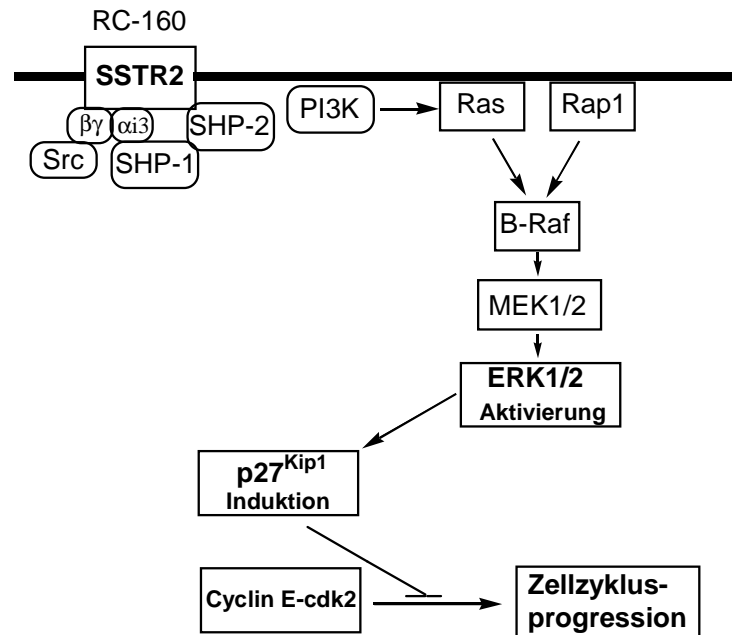 RC-160
SSTR2
βγ
αi3
SHP-2
Src
SHP-1
PI3K
Ras
Rap1
B-Raf
MEK1/2
ERK1/2
Aktivierung
p27Kip1
Induktion
Cyclin E-cdk2
Zellzyklus-
progression